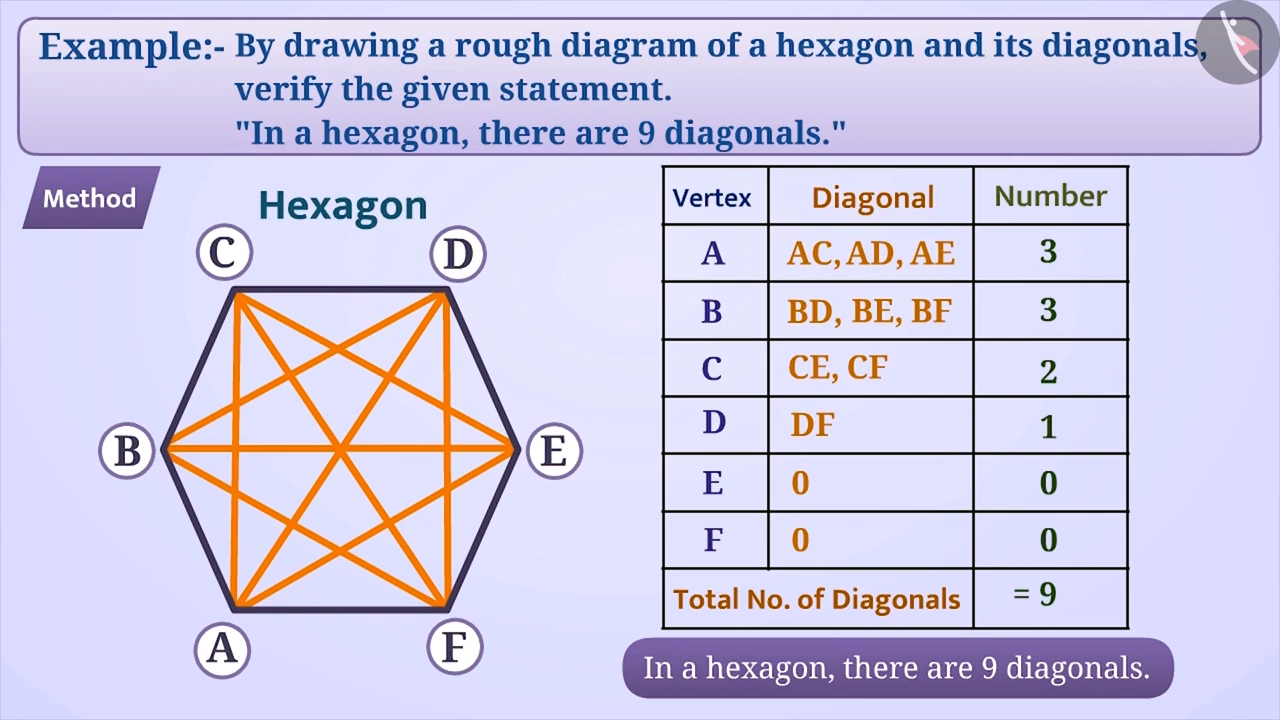 Example:- By drawing a rough diagram of a hexagon and its diagonals,
verify the given statement.
"In a hexagon, there are 9 diagonals."
Method
Hexagon
C
D
B
E
A
F
Vertex Diagonal Number
A AC, AD, AE 3
B BD, BE, BF 3
C CE, CF 2
D DF 1
E 0 0
F 0 0
Total No. of Diagonals = 9
In a hexagon, there are 9 diagonals.